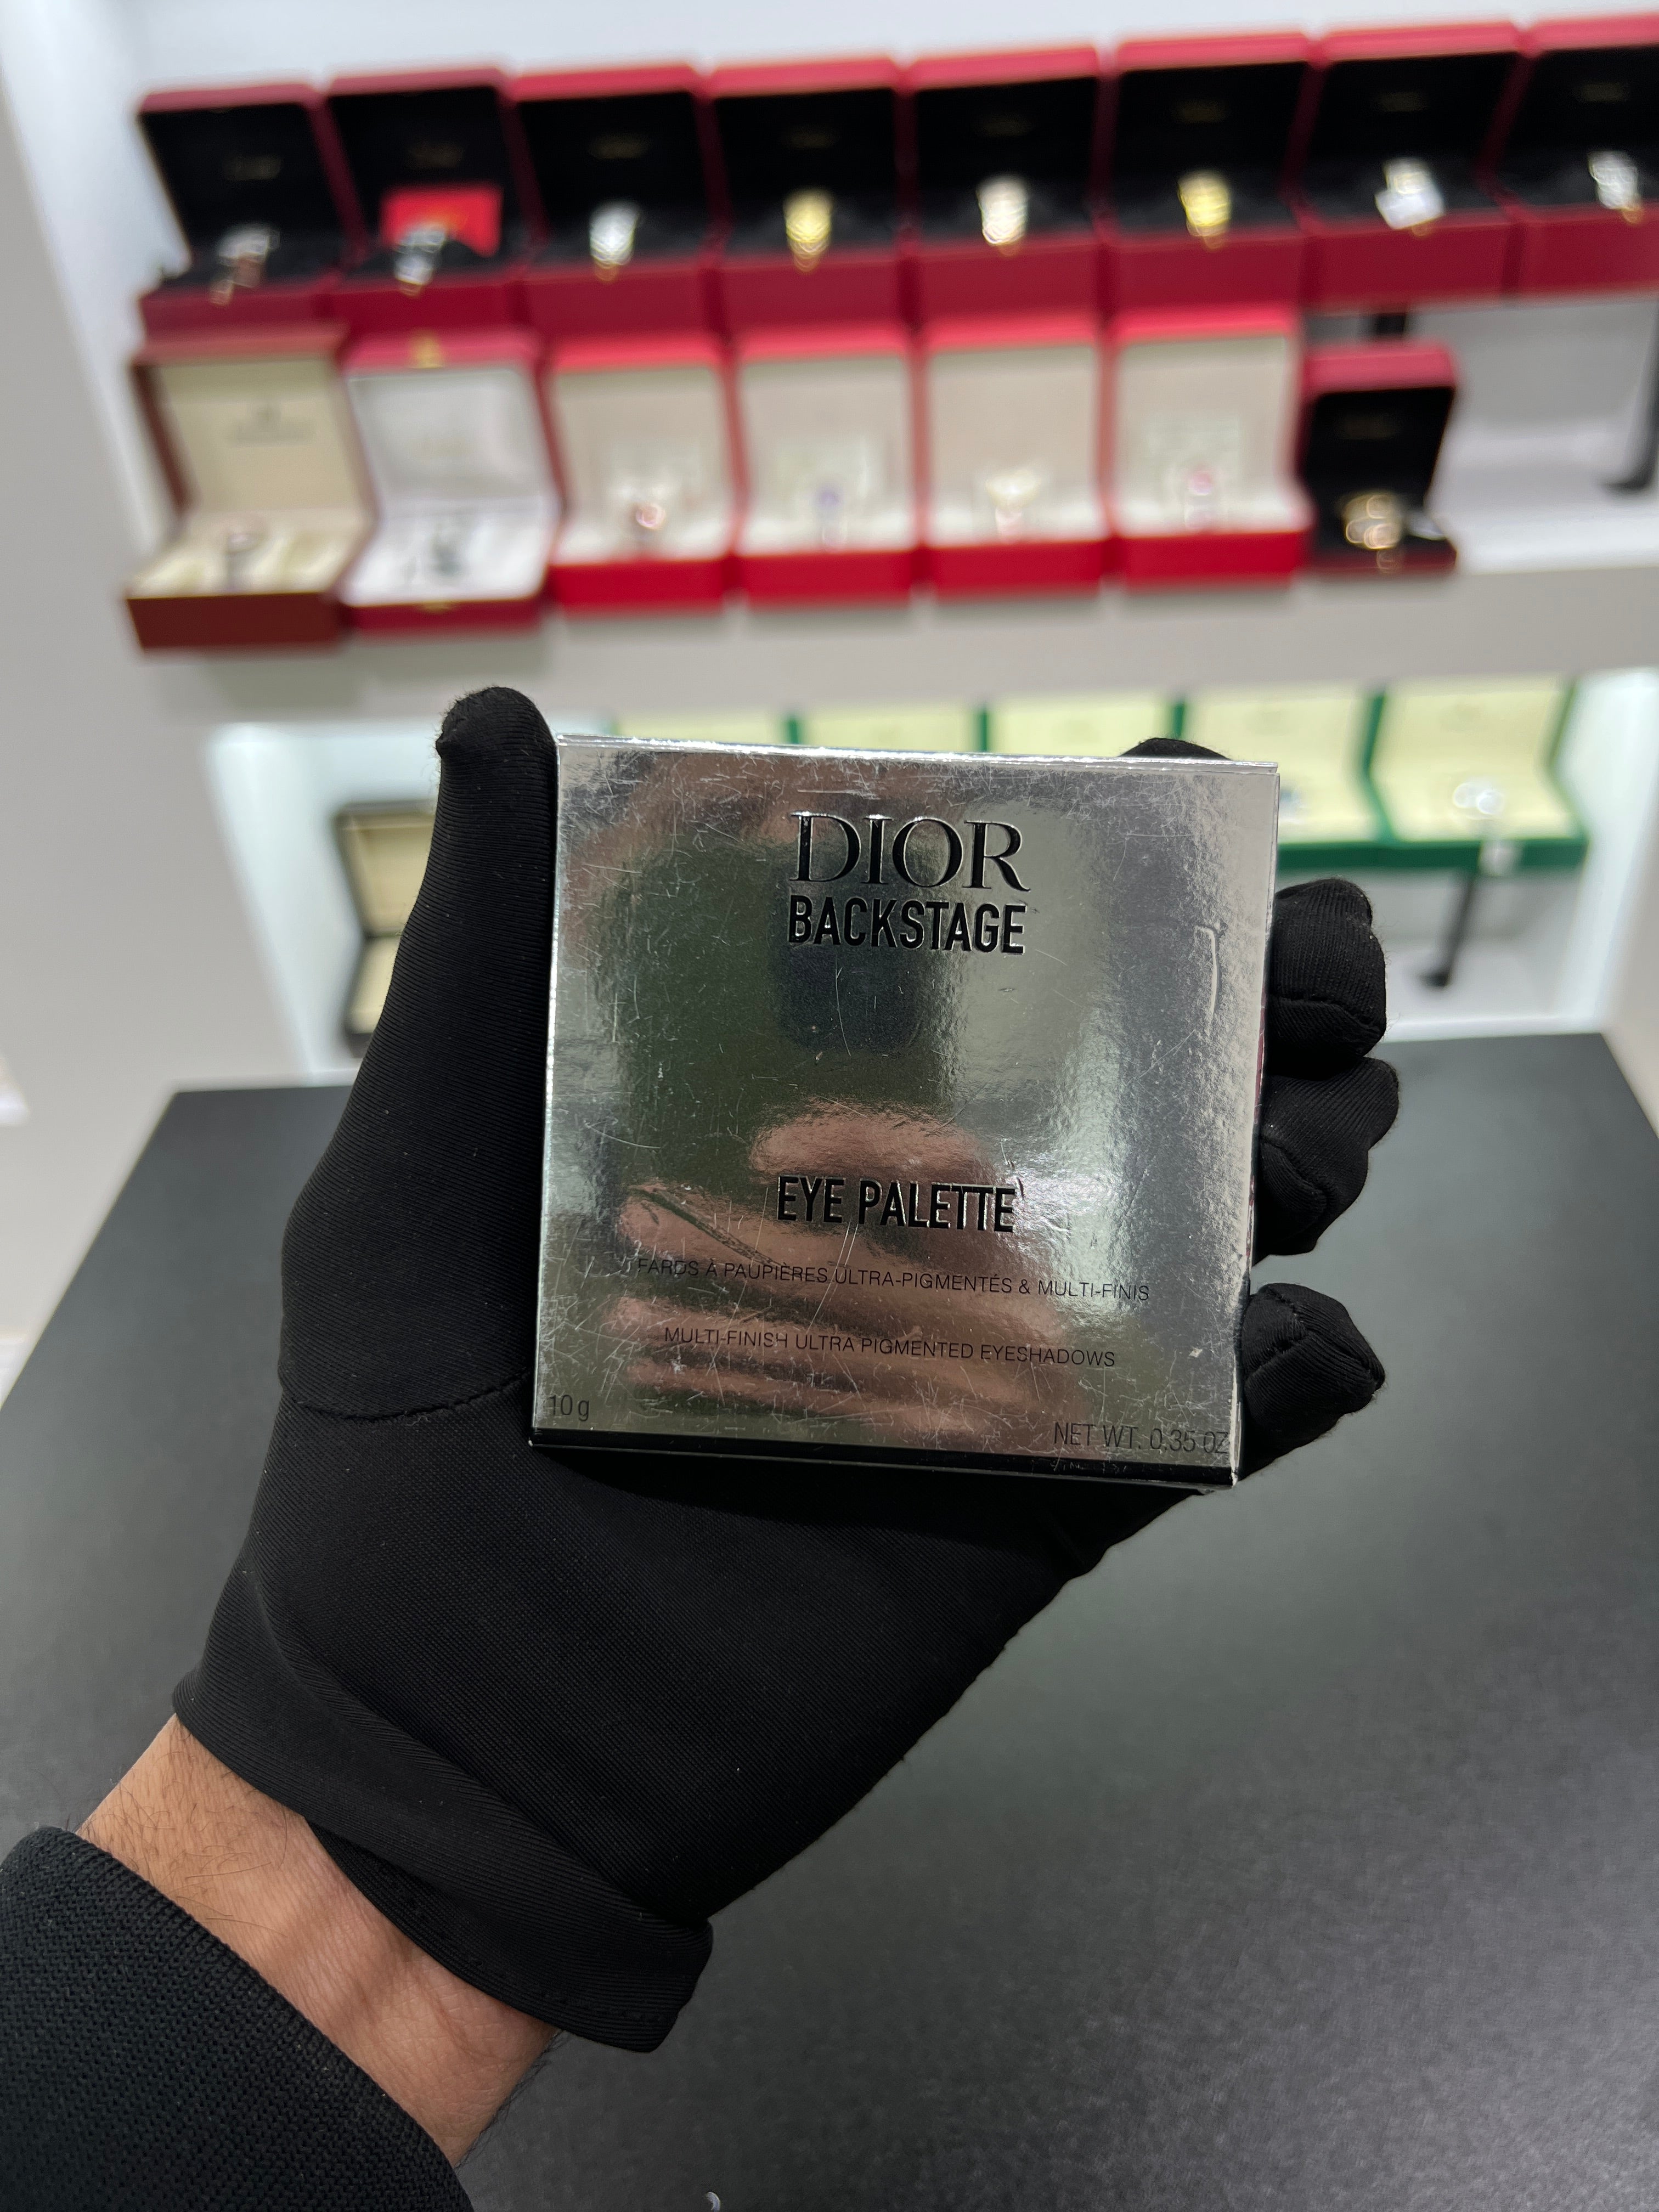 DIOR
BACKSTAGE
EYE PALETTE
FARDS À PAUPIÈRES ULTRA-PIGMENTÉS & MULTI-FINIS
MULTI-FINISH ULTRA PIGMENTED EYESHADOWS
10 g
NET WT. 0.35 OZ